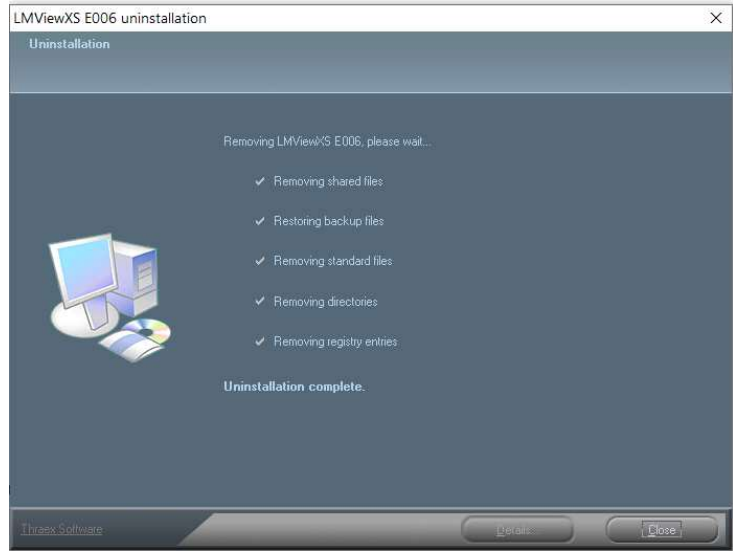 LMViewXS E006 uninstallation
Uninstallation
Removing LMViewXS E006, please wait...
Removing shared files
Restoring backup files
Removing standard files
Removing directories
Removing registry entries
Uninstallation complete.
Thraex Software
Details...
Close